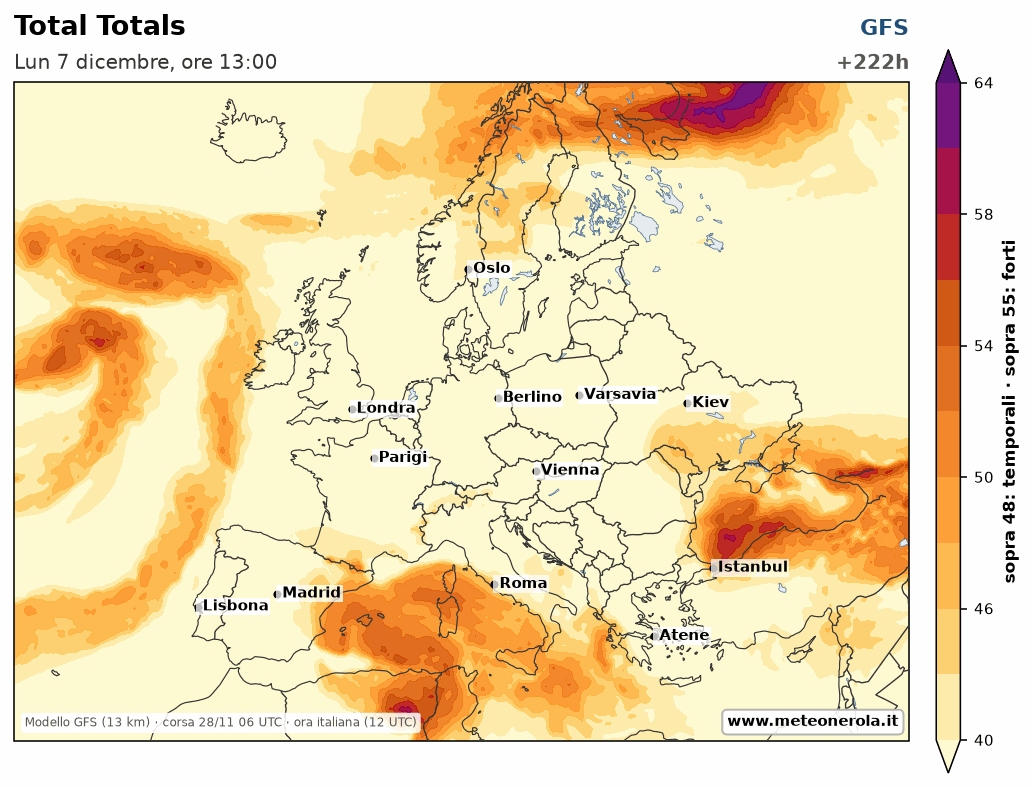 Total Totals
GFS
Lun 7 dicembre, ore 13:00
+222h
64
58
54
50
46
40
sopra 48: temporali · sopra 55: forti
Oslo
Berlino
Varsavia
Kiev
Londra
Parigi
Vienna
Istanbul
Roma
Madrid
Lisbona
Atene
Modello GFS (13 km) · corsa 28/11 06 UTC · ora italiana (12 UTC)
www.meteonerola.it